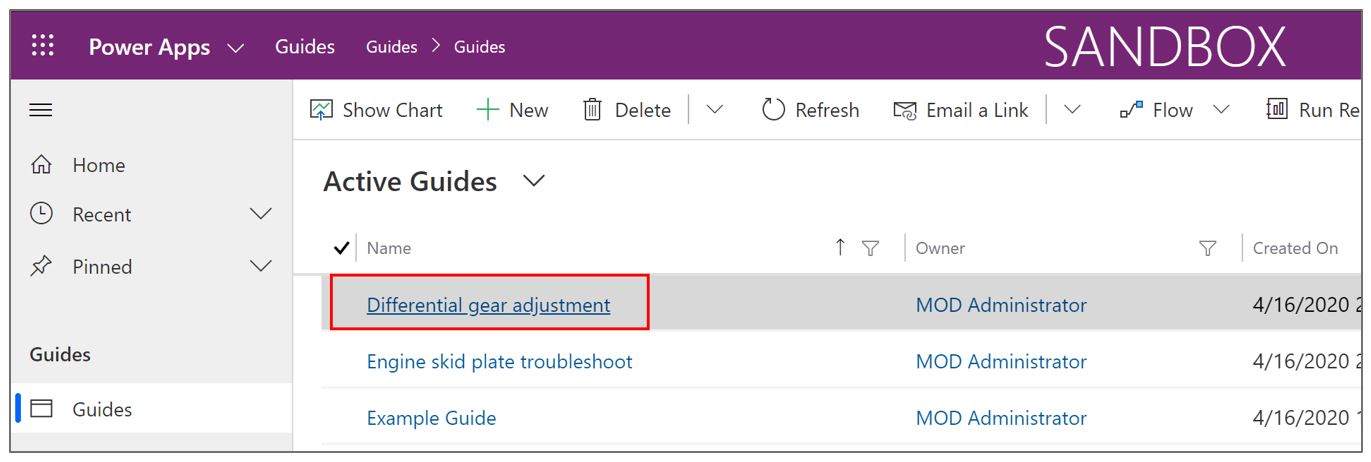 Power Apps Guides Guides Guides SANDBOX
Show Chart New Delete Refresh Email a Link Flow Run Re
Home
Recent
Pinned
Guides
Guides
Active Guides
Name Owner Created On
Differential gear adjustment MOD Administrator 4/16/2020 2
Engine skid plate troubleshoot MOD Administrator 4/16/2020 2
Example Guide MOD Administrator 4/16/2020 1